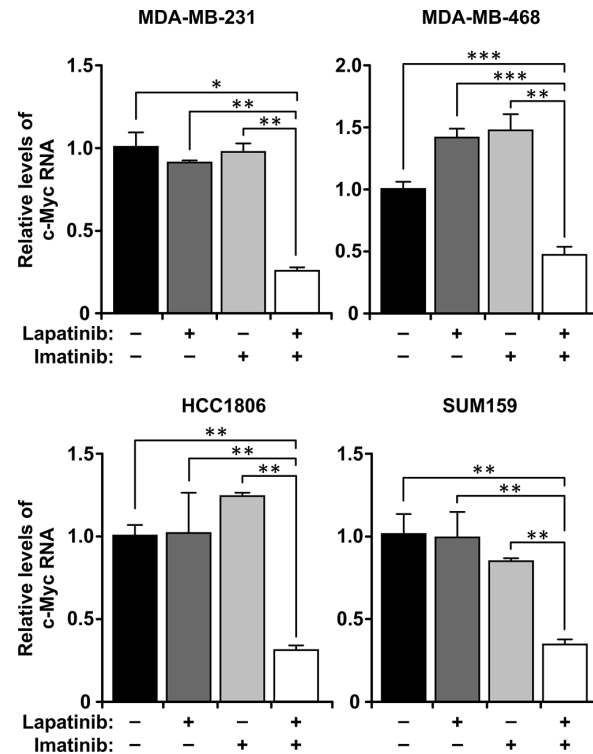 MDA-MB-231
MDA-MB-468
Relative levels of
c-Myc RNA
1.5
1.0
0.5
0
*
**
**
2.0
1.5
1.0
0.5
0
***
***
**
Lapatinib: − + − + − + − +
Imatinib: − − + + − − + +
HCC1806
SUM159
Relative levels of
c-Myc RNA
1.5
1.0
0.5
0
**
**
**
1.5
1.0
0.5
0
**
**
**
Lapatinib: − + − + − + − +
Imatinib: − − + + − − + +